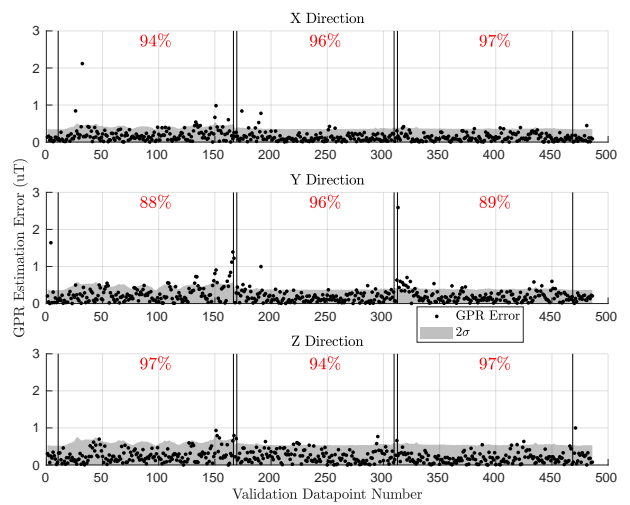 X Direction
94% 96% 97%
3
2
1
0
0 50 100 150 200 250 300 350 400 450 500
Y Direction
88% 96% 89%
3
2
1
0
0 50 100 150 200 250 300 350 400 450 500
GPR Estimation Error (uT)
GPR Error
2σ
Z Direction
97% 94% 97%
3
2
1
0
0 50 100 150 200 250 300 350 400 450 500
Validation Datapoint Number